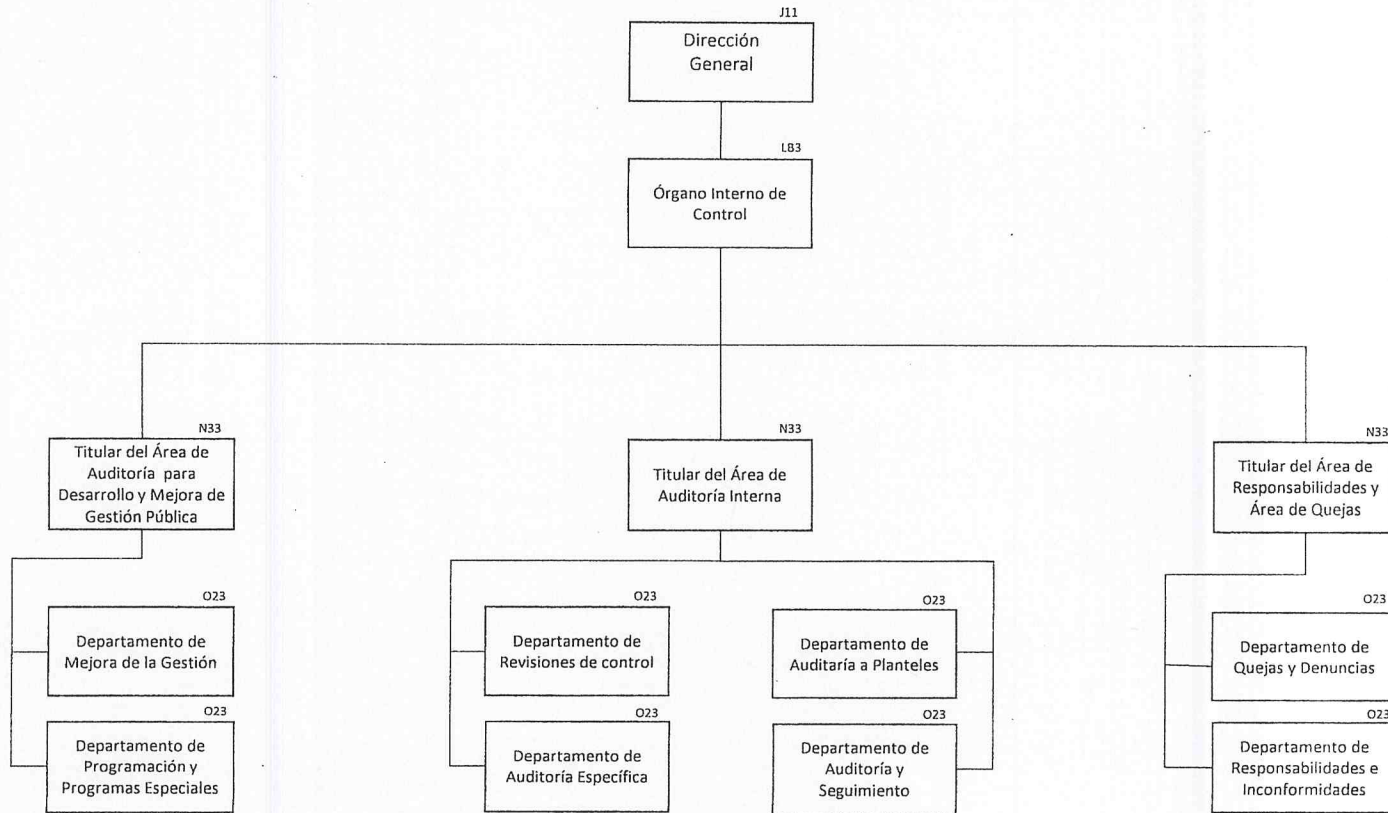 J11
Dirección
General
LB3
Órgano Interno de
Control
N33
Titular del Área de
Auditoría para
Desarrollo y Mejora de
Gestión Pública
N33
Titular del Área de
Auditoría Interna
N33
Titular del Área de
Responsabilidades y
Área de Quejas
O23
Departamento de
Mejora de la Gestión
O23
Departamento de
Programación y
Programas Especiales
O23
Departamento de
Revisiones de control
O23
Departamento de
Auditoría Específica
O23
Departamento de
Auditaría a Planteles
O23
Departamento de
Auditoría y
Seguimiento
O23
Departamento de
Quejas y Denuncias
O23
Departamento de
Responsabilidades e
Inconformidades